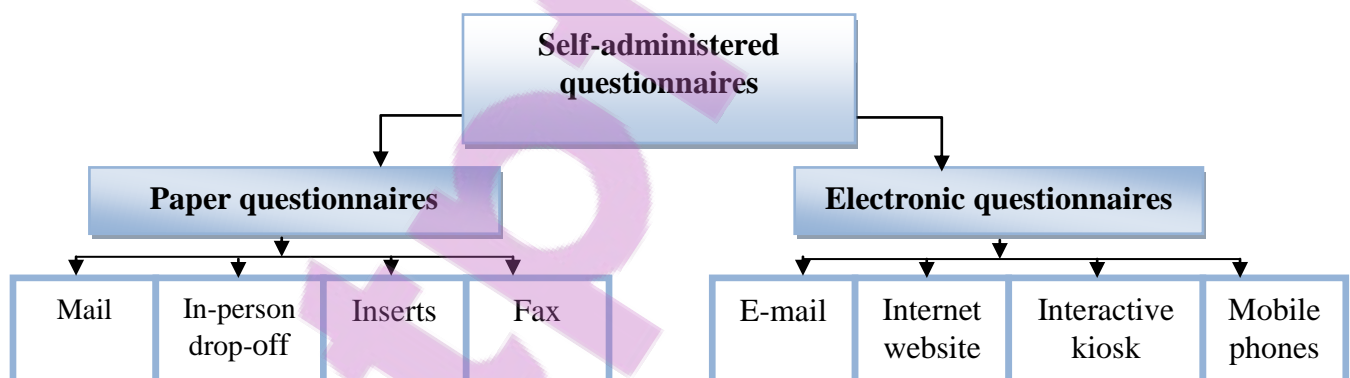 Self-administered
questionnaires
Paper questionnaires
Electronic questionnaires
Mail
In-person
drop-off
Inserts
Fax
E-mail
Internet
website
Interactive
kiosk
Mobile
phones